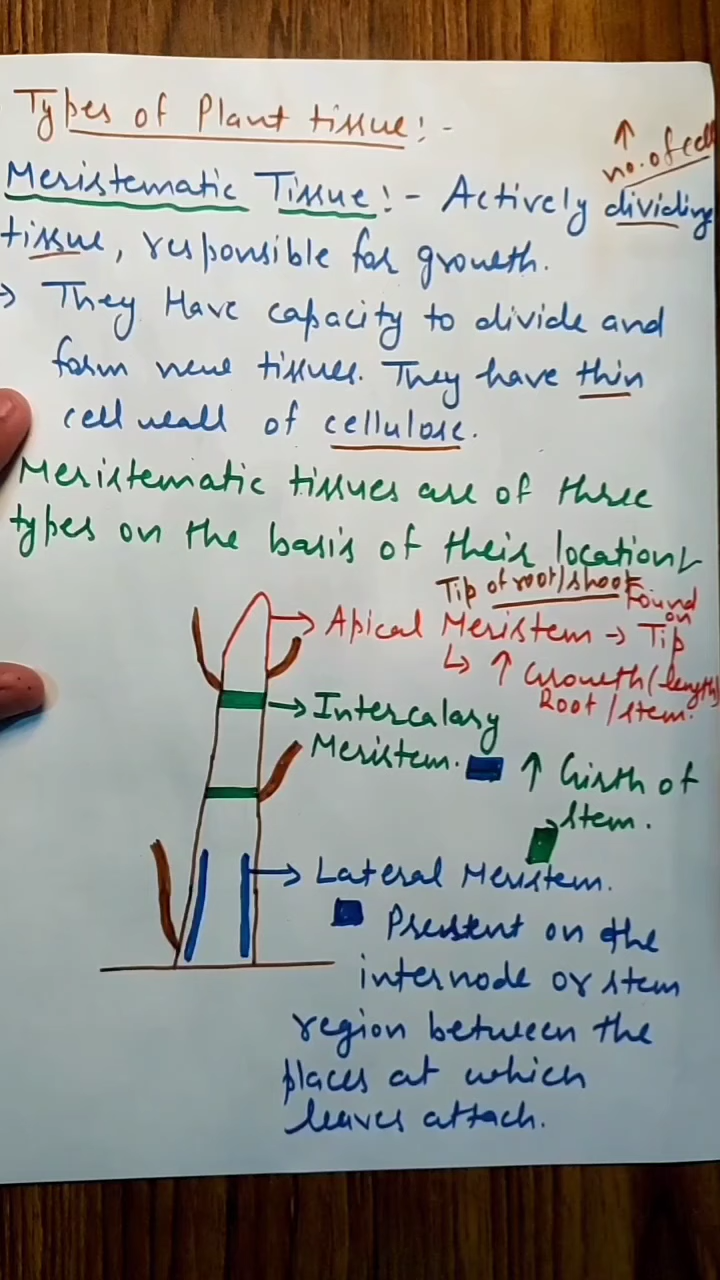 Types of Plant tissue:-
↑
no. of cell
Meristematic Tissue:- Actively dividing
tissue, responsible for growth.
→ They Have capacity to divide and
form new tissues. They have thin
cell wall of cellulose.
Meristematic tissues are of three
types on the basis of their location
Tip of root/shoot
Found on
→ Apical Meristem → Tip
↳ ↑ Growth (length)
Root / stem.
→ Intercalary
Meristem.
↑ Girth of
stem.
→ Lateral Meristem.
Present on the
internode or stem
region between the
places at which
leaves attach.